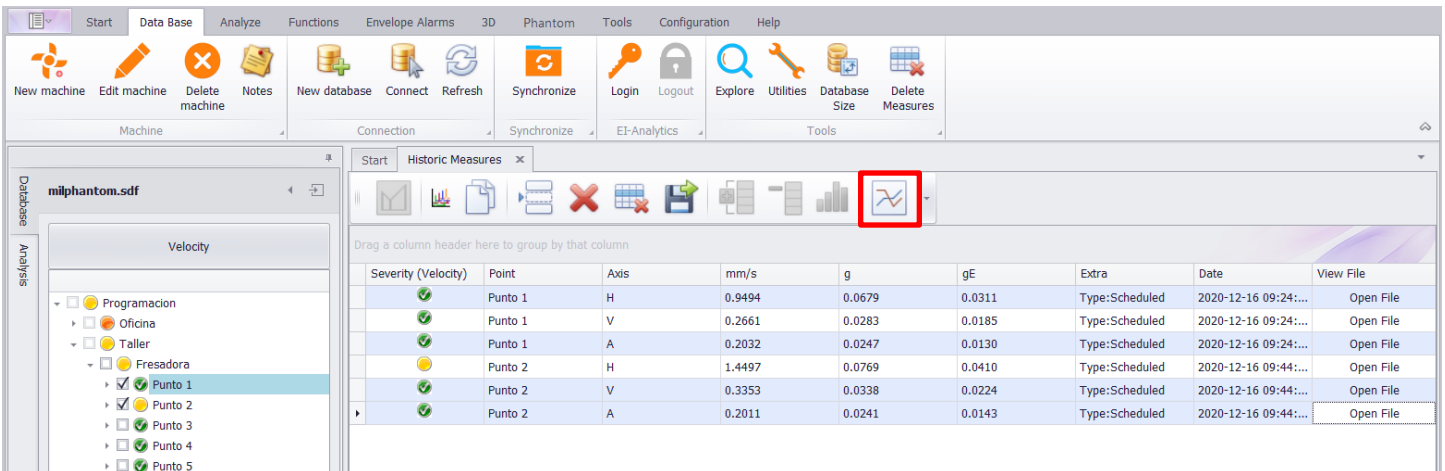 Start Data Base Analyze Functions Envelope Alarms 3D Phantom Tools Configuration Help
New machine Edit machine Delete machine Notes New database Connect Refresh Synchronize Login Logout Explore Utilities Database Size Delete Measures
Machine Connection Synchronize EI-Analytics Tools
Start Historic Measures
Database
Analysis
milphantom.sdf
Velocity
Programacion
Oficina
Taller
Fresadora
Punto 1
Punto 2
Punto 3
Punto 4
Punto 5
Drag a column header here to group by that column
Severity (Velocity) Point Axis mm/s g gE Extra Date View File
Punto 1 H 0.9494 0.0679 0.0311 Type:Scheduled 2020-12-16 09:24:... Open File
Punto 1 V 0.2661 0.0283 0.0185 Type:Scheduled 2020-12-16 09:24:... Open File
Punto 1 A 0.2032 0.0247 0.0130 Type:Scheduled 2020-12-16 09:24:... Open File
Punto 2 H 1.4497 0.0769 0.0410 Type:Scheduled 2020-12-16 09:44:... Open File
Punto 2 V 0.3353 0.0338 0.0224 Type:Scheduled 2020-12-16 09:44:... Open File
Punto 2 A 0.2011 0.0241 0.0143 Type:Scheduled 2020-12-16 09:44:... Open File